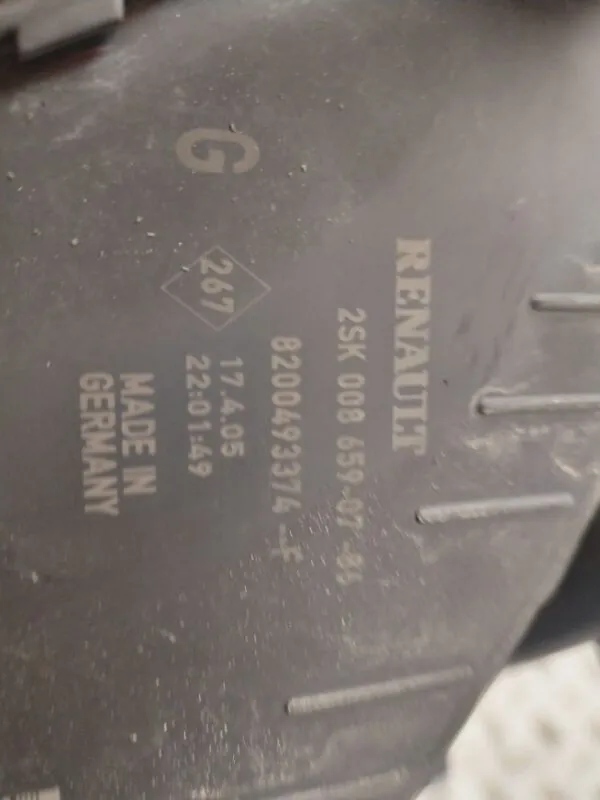 RENAULT
2SK 008 659-07
8200493374 -F
17.4.05
22:01:49
267
G
MADE IN
GERMANY